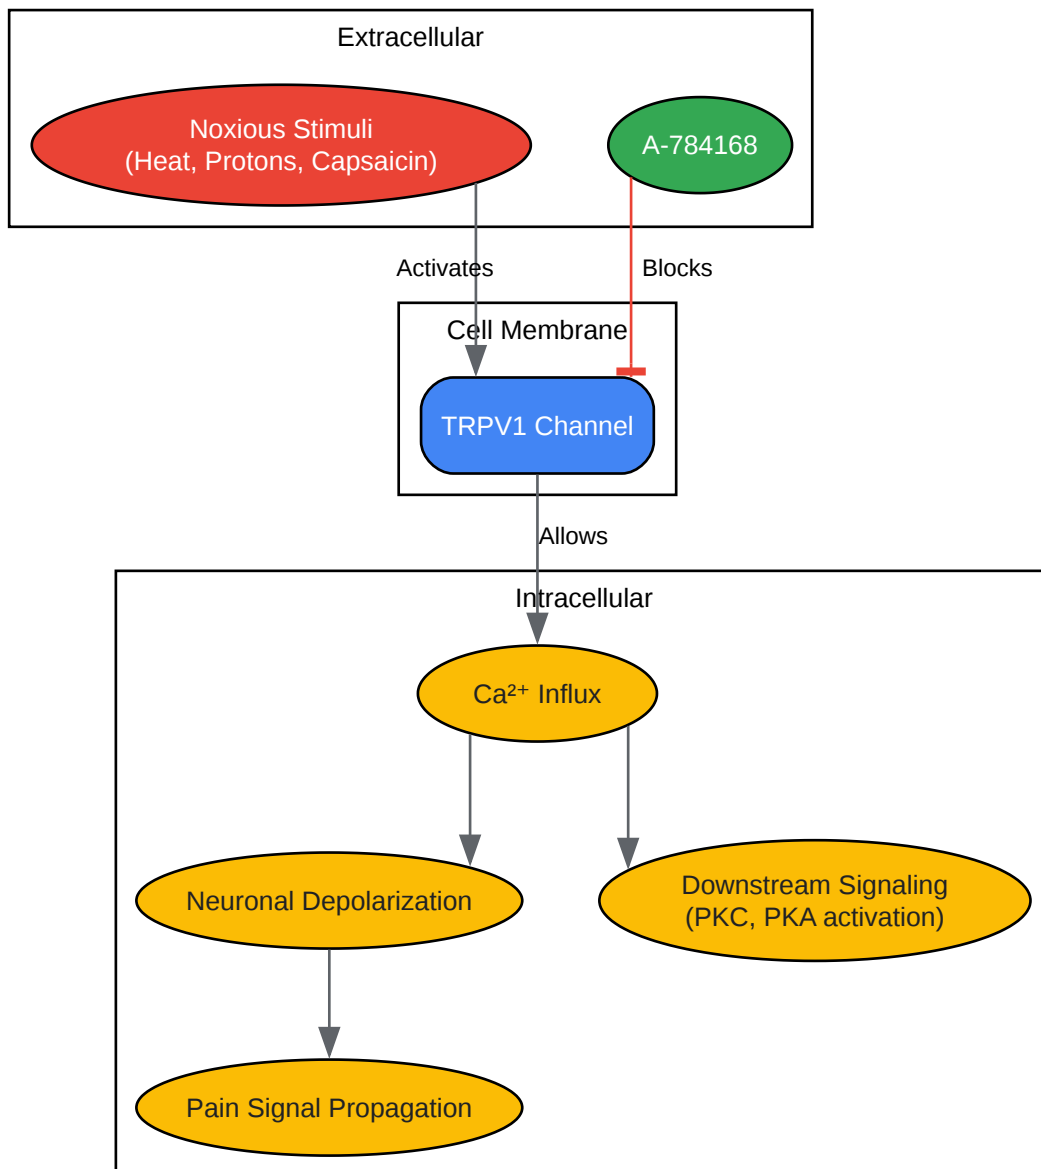 Extracellular
Noxious Stimuli
(Heat, Protons, Capsaicin)
A-784168
Activates
Blocks
Cell Membrane
TRPV1 Channel
Allows
Intracellular
Ca²⁺ Influx
Neuronal Depolarization
Downstream Signaling
(PKC, PKA activation)
Pain Signal Propagation